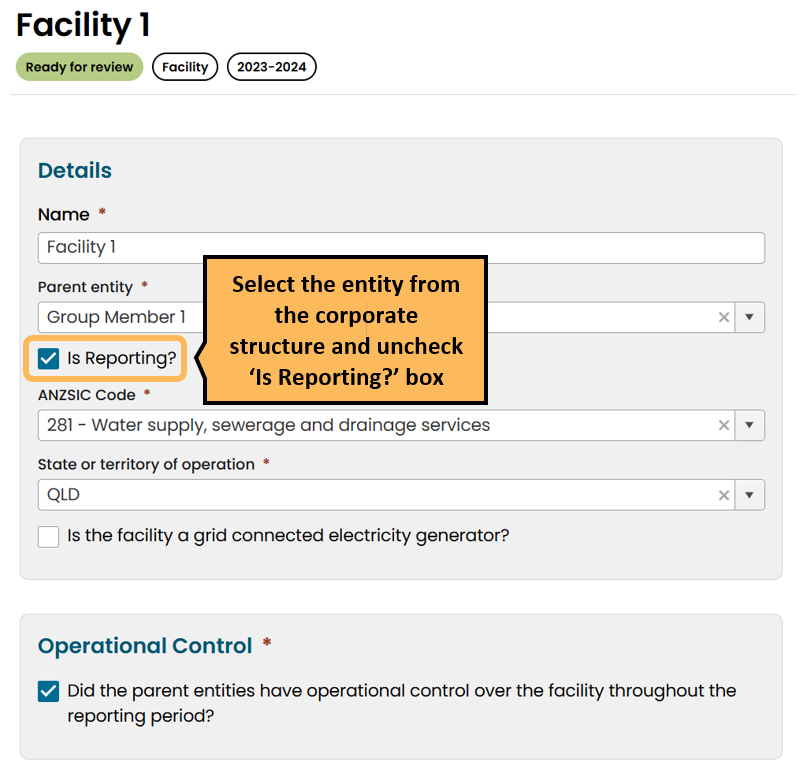 Facility 1
Ready for review
Facility
2023-2024
Details
Name *
Facility 1
Parent entity *
Group Member 1
Is Reporting?
Select the entity from
the corporate
structure and uncheck
‘Is Reporting?’ box
ANZSIC Code *
281 - Water supply, sewerage and drainage services
State or territory of operation *
QLD
Is the facility a grid connected electricity generator?
Operational Control *
Did the parent entities have operational control over the facility throughout the
reporting period?